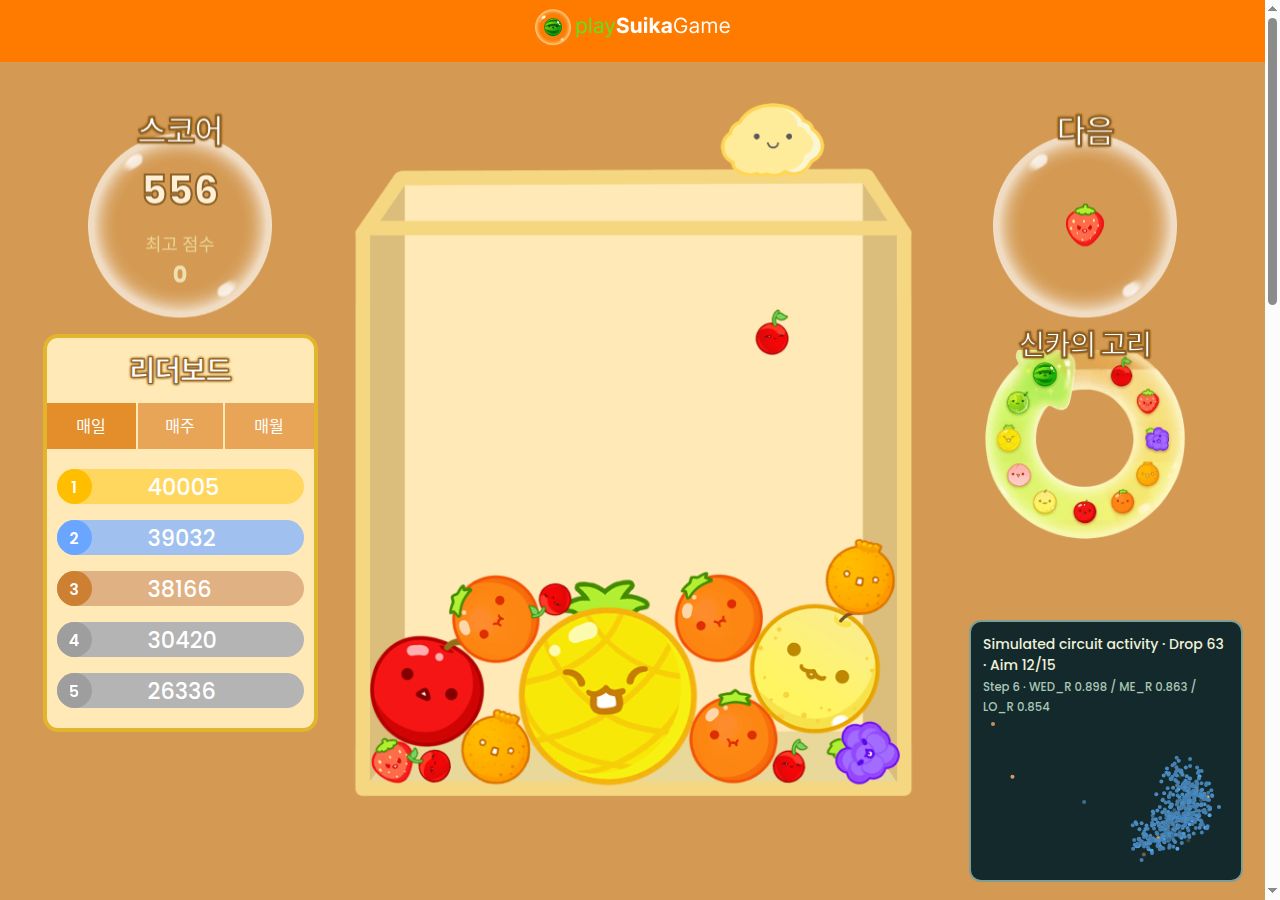 playSuikaGame
스코어
556
최고 점수
0
리더보드
매일 매주 매월
1 40005
2 39032
3 38166
4 30420
5 26336
다음
신카의 고리
Simulated circuit activity · Drop 63
· Aim 12/15
Step 6 · WED_R 0.898 / ME_R 0.863 /
LO_R 0.854